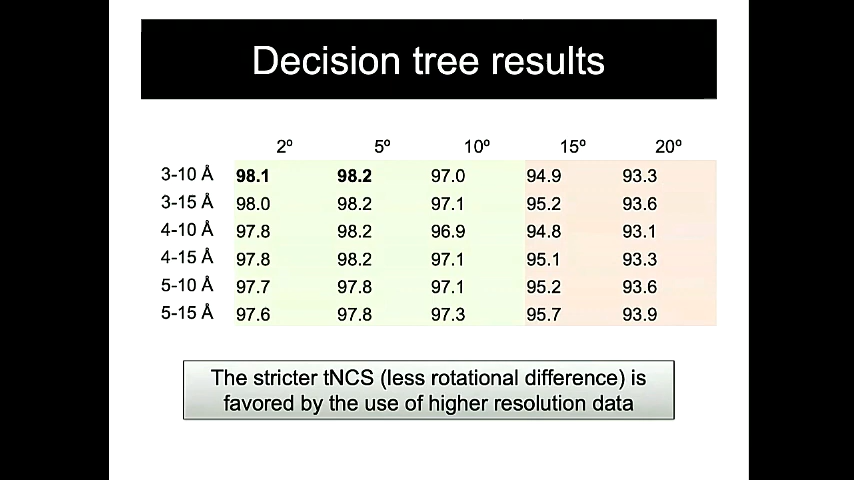 Decision tree results
2º 5º 10º 15º 20º
3-10 Å 98.1 98.2 97.0 94.9 93.3
3-15 Å 98.0 98.2 97.1 95.2 93.6
4-10 Å 97.8 98.2 96.9 94.8 93.1
4-15 Å 97.8 98.2 97.1 95.1 93.3
5-10 Å 97.7 97.8 97.1 95.2 93.6
5-15 Å 97.6 97.8 97.3 95.7 93.9
The stricter tNCS (less rotational difference) is
favored by the use of higher resolution data